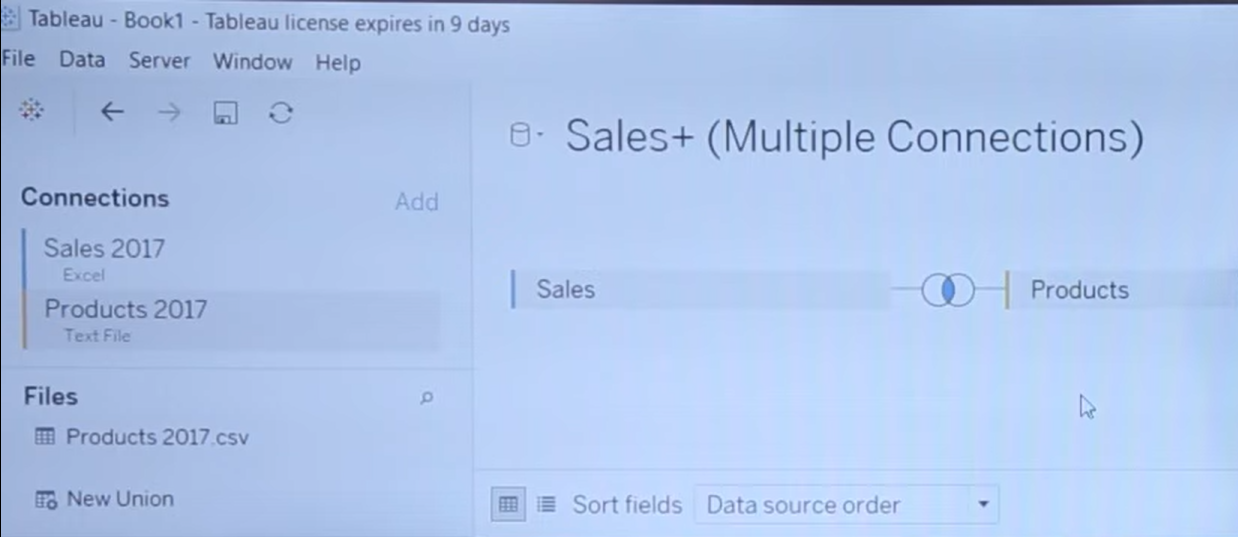 Tableau - Book1 - Tableau license expires in 9 days
File Data Server Window Help
Sales+ (Multiple Connections)
Connections Add
Sales 2017
Excel
Products 2017
Text File
Sales Products
Files
Products 2017.csv
New Union
Sort fields Data source order